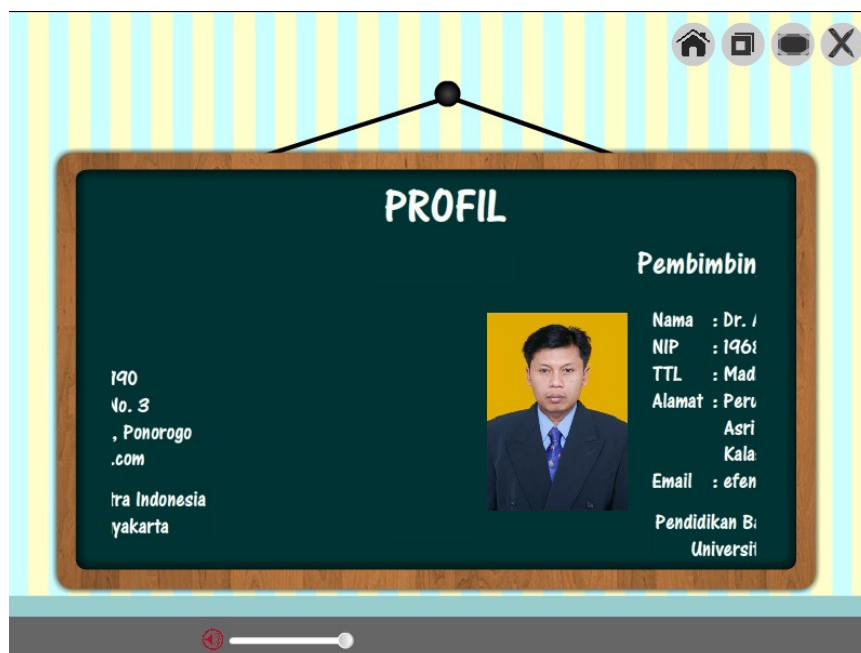 PROFIL
190
No. 3
, Ponorogo
.com
tra Indonesia
yakarta
Pembimbin
Nama : Dr. A
NIP : 1968
TTL : Mad
Alamat : Peru
Asri
Kala
Email : efen
Pendidikan Ba
Universit